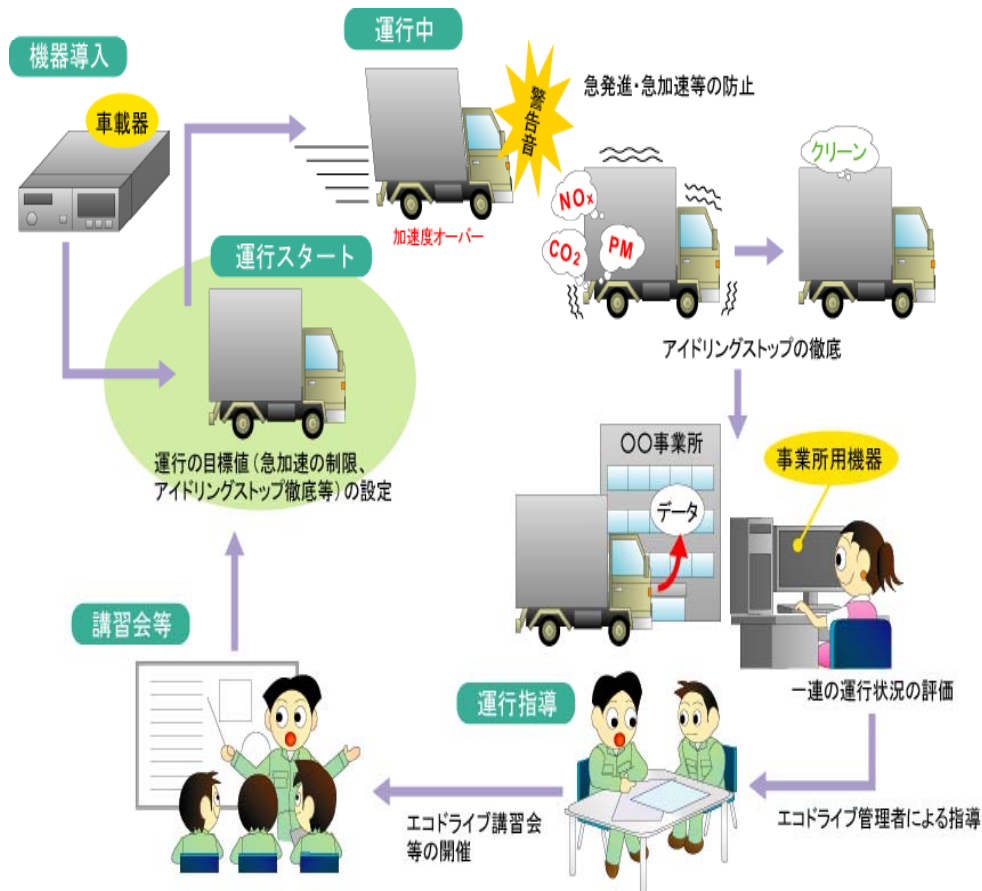 機器導入
車載器
運行中
警告音
加速度オーバー
急発進・急加速等の防止
NOx
CO2
PM
クリーン
アイドリングストップの徹底
運行スタート
運行の目標値(急加速の制限、
アイドリングストップ徹底等)の設定
〇〇事業所
データ
事業所用機器
一連の運行状況の評価
エコドライブ管理者による指導
運行指導
エコドライブ講習会
等の開催
講習会等